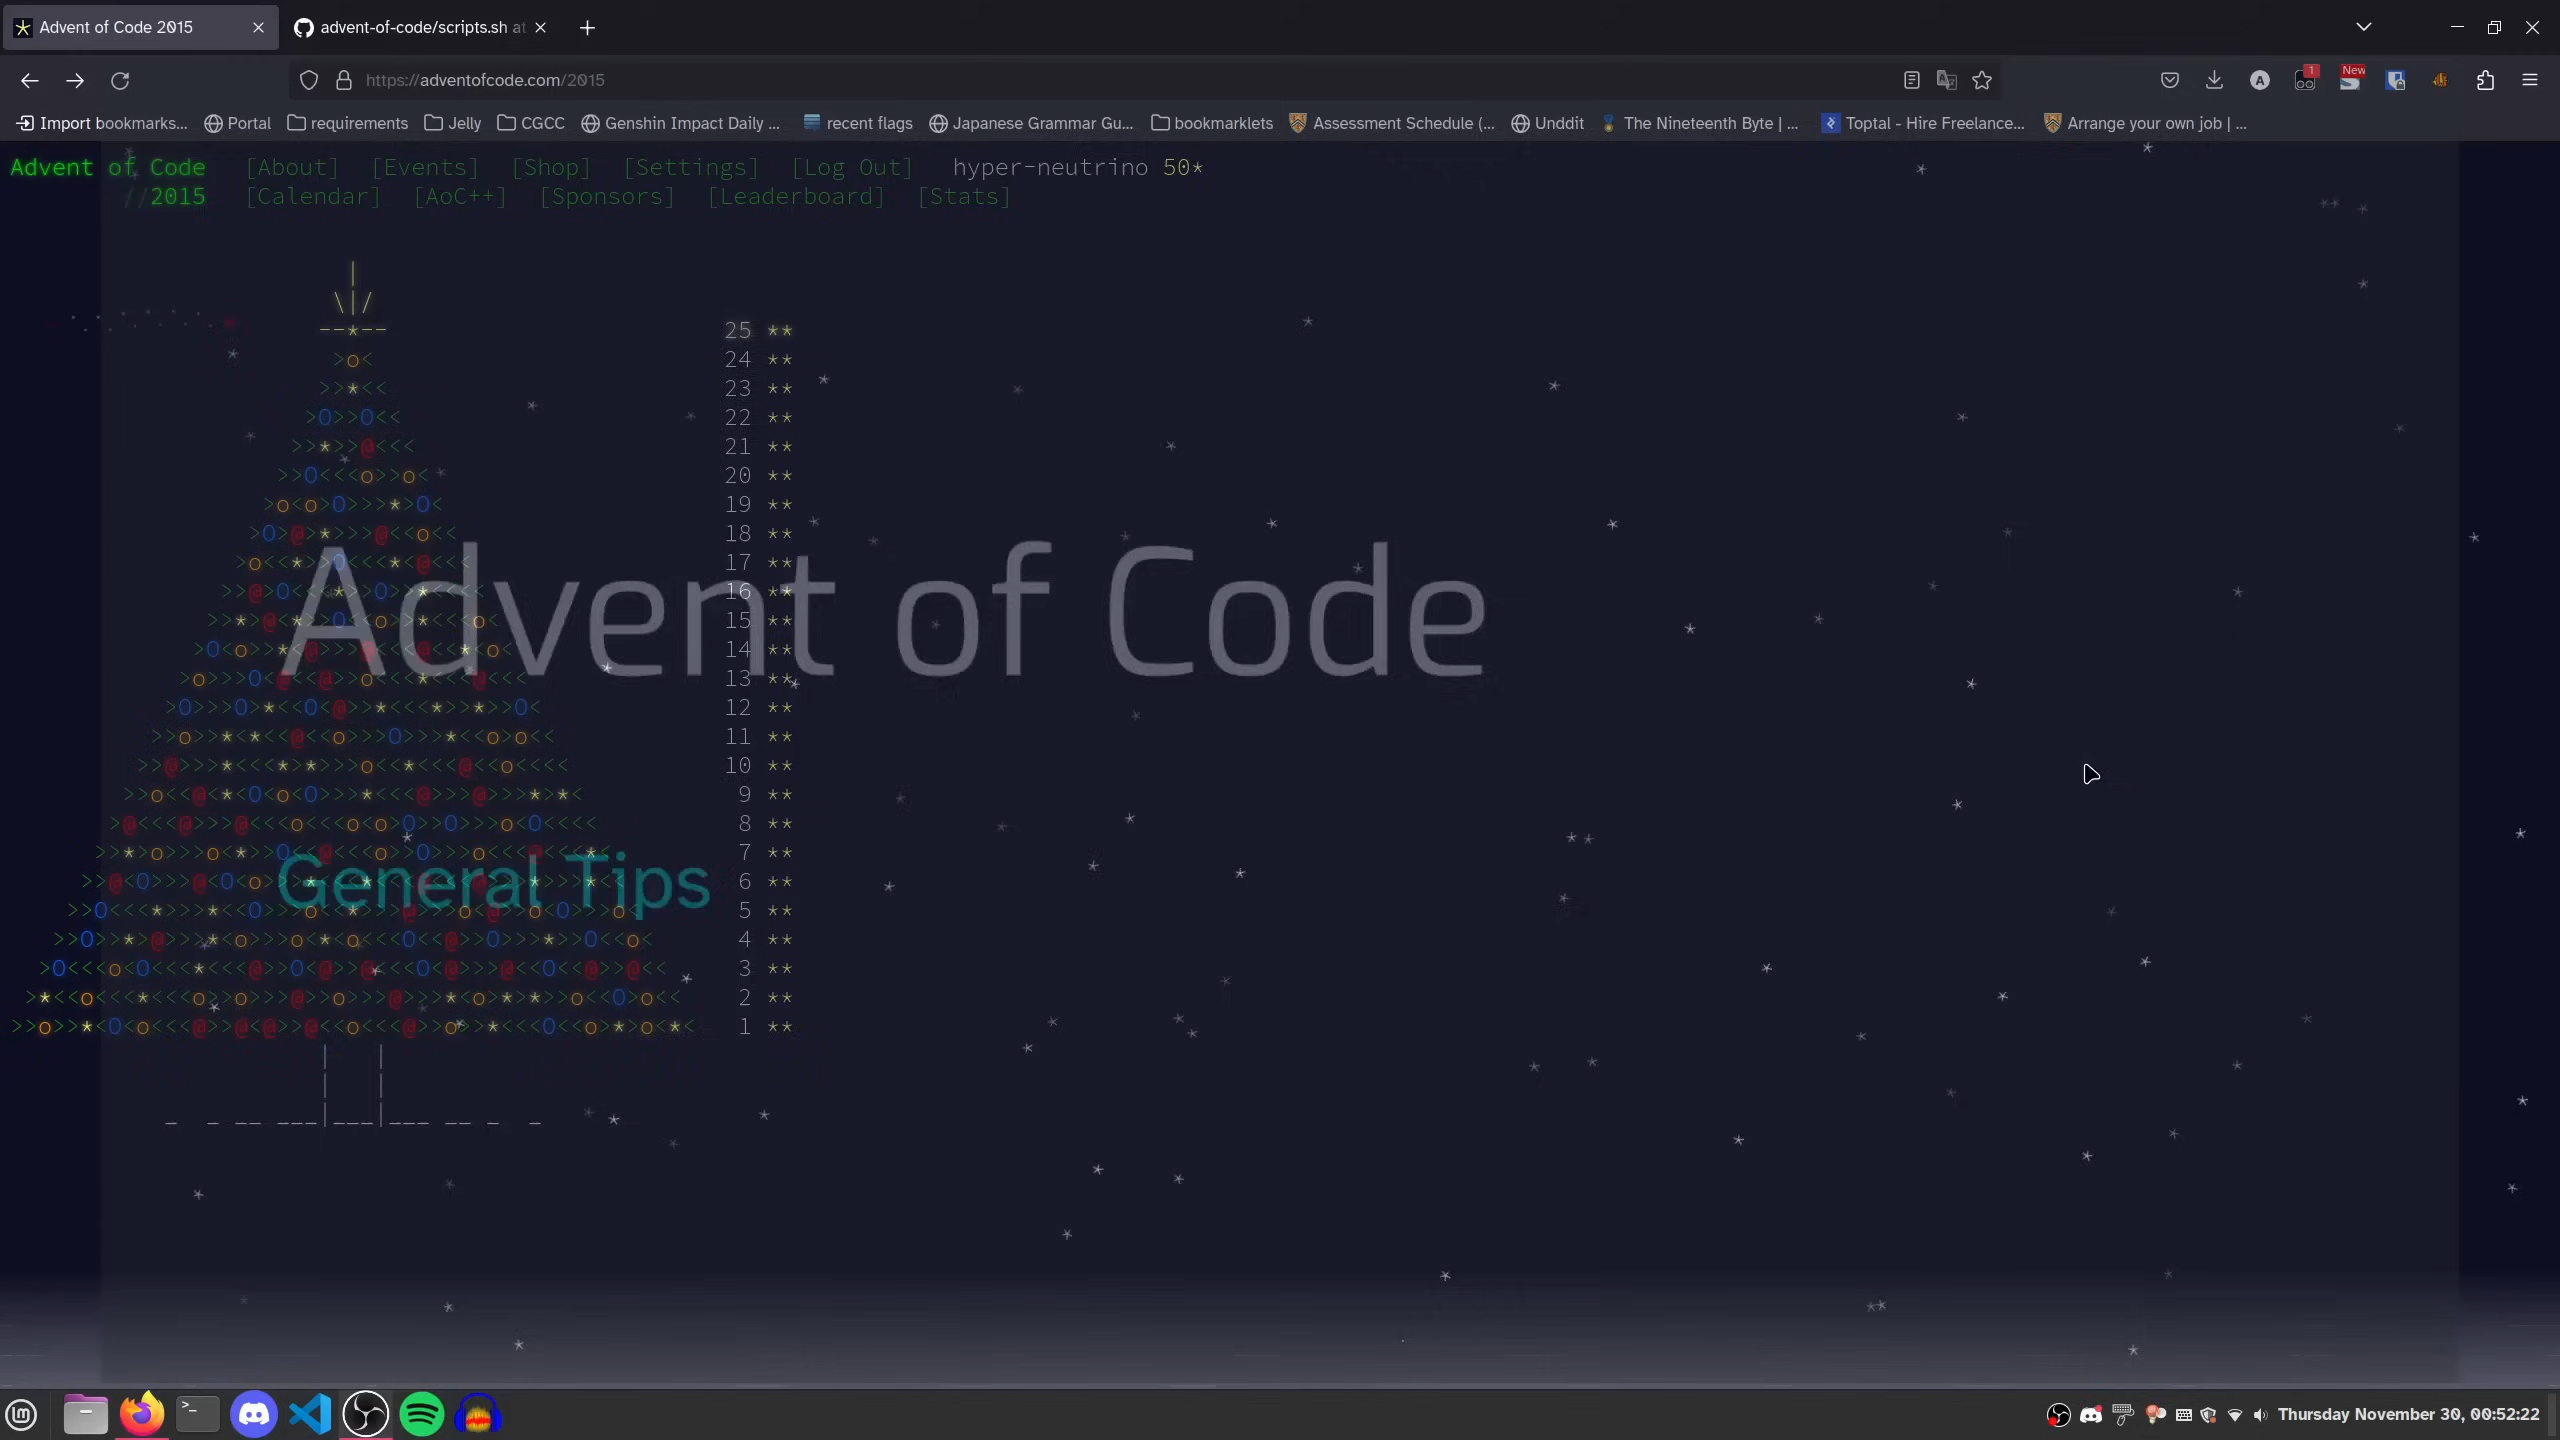 Advent of Code 2015
advent-of-code/scripts.sh at
https://adventofcode.com/2015
Import bookmarks...
Portal
requirements
Jelly
CGCC
Genshin Impact Daily ...
recent flags
Japanese Grammar Gu...
bookmarklets
Assessment Schedule (...
Unddit
The Nineteenth Byte | ...
Toptal - Hire Freelance...
Arrange your own job | ...
1
New
Advent of Code [About] [Events] [Shop] [Settings] [Log Out] hyper-neutrino 50*
//2015 [Calendar] [AoC++] [Sponsors] [Leaderboard] [Stats]
25 **
24 **
23 **
22 **
21 **
20 **
19 **
18 **
17 **
16 **
15 **
14 **
13 **
12 **
11 **
10 **
9 **
8 **
7 **
6 **
5 **
4 **
3 **
2 **
1 **
Advent of Code
General Tips
Thursday November 30, 00:52:22